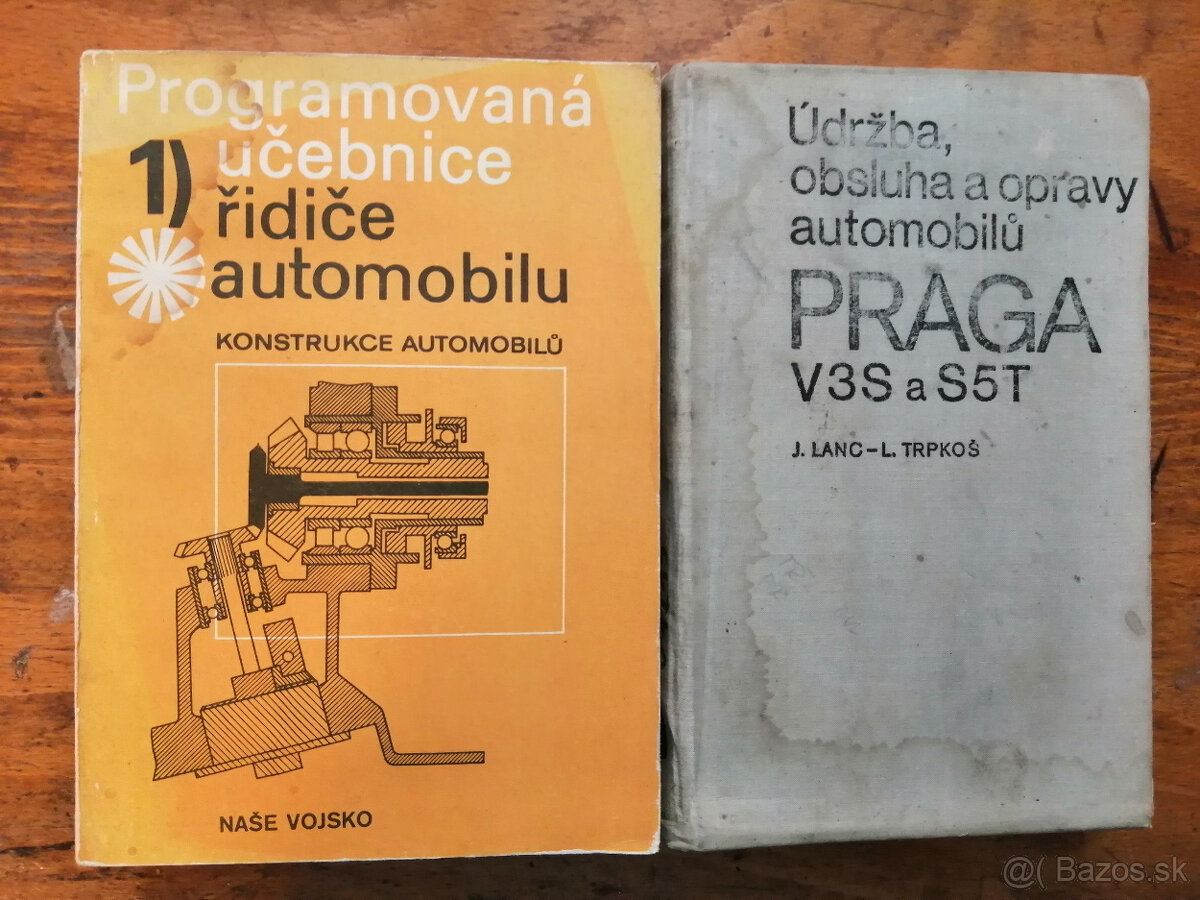 Programovaná
1) učebnice
řidiče
automobilu
KONSTRUKCE AUTOMOBILŮ
NAŠE VOJSKO
Údržba,
obsluha a opravy
automobilů
PRAGA
V3S a S5T
J. LANC-L. TRPKOŠ
@( Bazos.sk